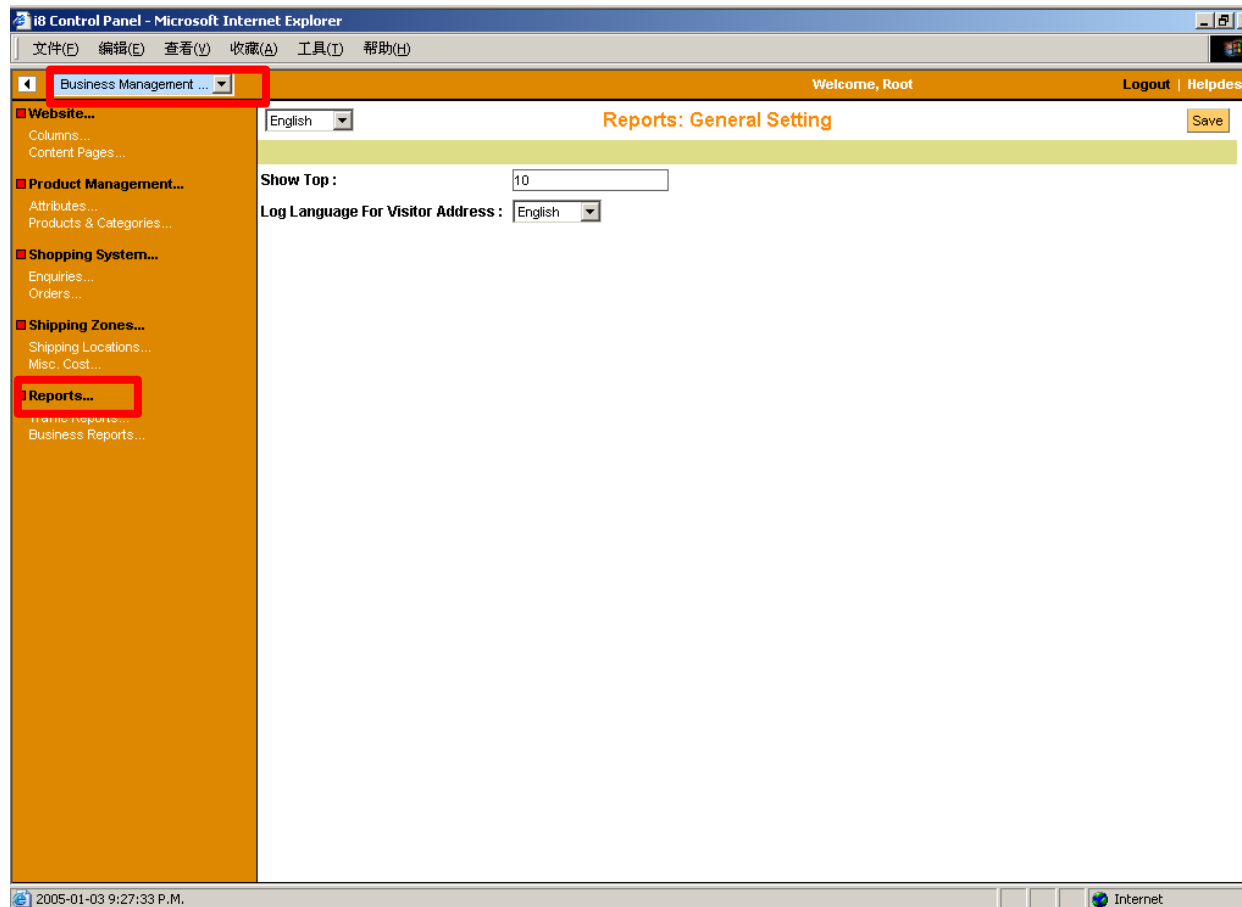 i8 Control Panel - Microsoft Internet Explorer
文件(F) 编辑(E) 查看(V) 收藏(A) 工具(T) 帮助(H)
Business Management ... Welcome, Root Logout | Helpdes
Website...
Columns...
Content Pages...
Product Management...
Attributes...
Products & Categories...
Shopping System...
Enquiries...
Orders...
Shipping Zones...
Shipping Locations...
Misc. Cost...
Reports...
Traffic Reports...
Business Reports...
English Reports: General Setting Save
Show Top : 10
Log Language For Visitor Address : English
2005-01-03 9:27:33 P.M. Internet